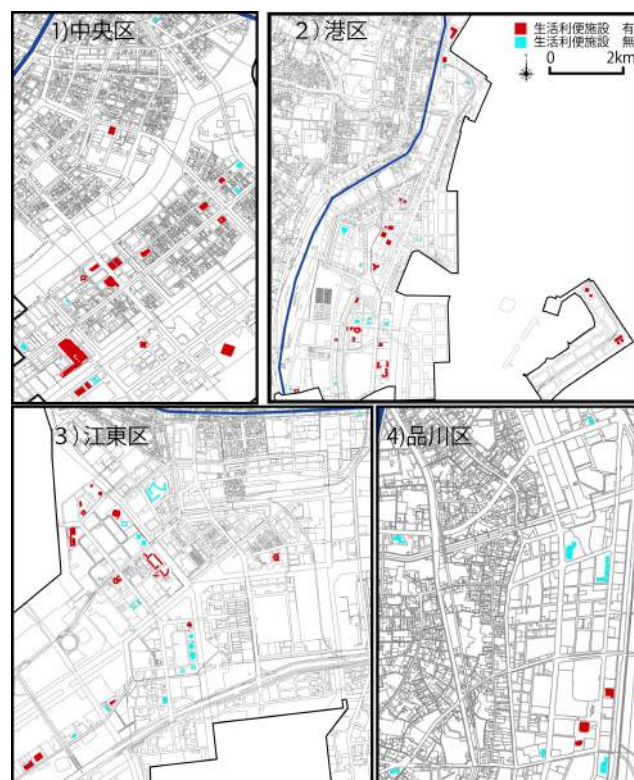 1)中央区
2）港区
生活利便施設 有
生活利便施設 無
0 2km
3）江東区
4)品川区